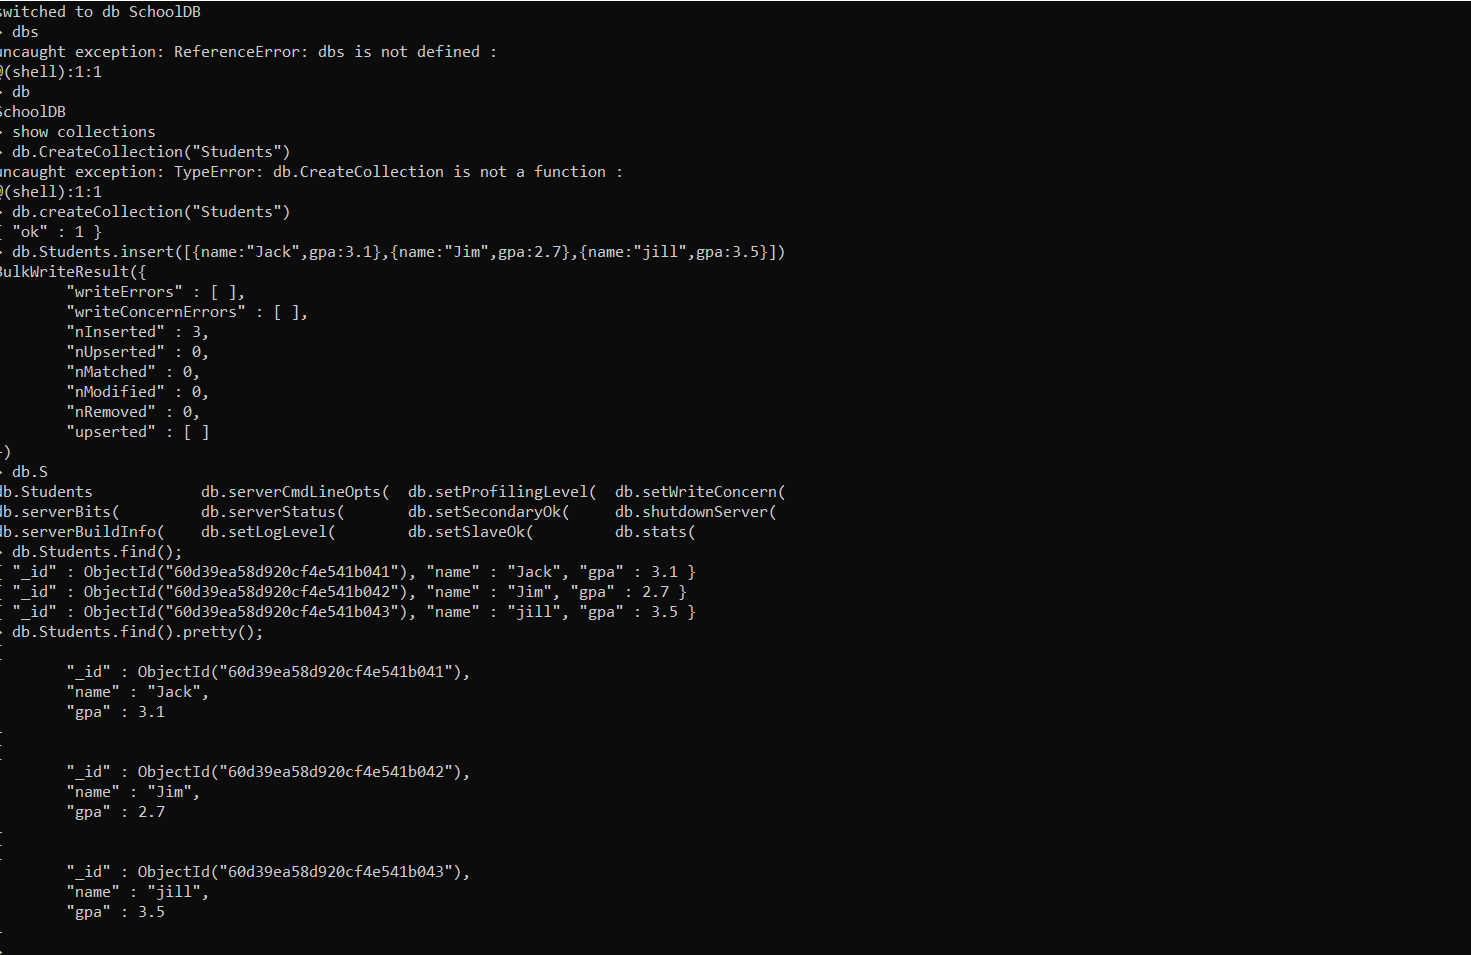 switched to db SchoolDB
> dbs
uncaught exception: ReferenceError: dbs is not defined :
@(shell):1:1
> db
SchoolDB
> show collections
> db.CreateCollection("Students")
uncaught exception: TypeError: db.CreateCollection is not a function :
@(shell):1:1
> db.createCollection("Students")
{ "ok" : 1 }
> db.Students.insert([{name:"Jack",gpa:3.1},{name:"Jim",gpa:2.7},{name:"jill",gpa:3.5}])
BulkWriteResult({
"writeErrors" : [ ],
"writeConcernErrors" : [ ],
"nInserted" : 3,
"nUpserted" : 0,
"nMatched" : 0,
"nModified" : 0,
"nRemoved" : 0,
"upserted" : [ ]
})
> db.S
db.Students db.serverCmdLineOpts( db.setProfilingLevel( db.setWriteConcern(
db.serverBits( db.serverStatus( db.setSecondaryOk( db.shutdownServer(
db.serverBuildInfo( db.setLogLevel( db.setSlaveOk( db.stats(
> db.Students.find();
{ "_id" : ObjectId("60d39ea58d920cf4e541b041"), "name" : "Jack", "gpa" : 3.1 }
{ "_id" : ObjectId("60d39ea58d920cf4e541b042"), "name" : "Jim", "gpa" : 2.7 }
{ "_id" : ObjectId("60d39ea58d920cf4e541b043"), "name" : "jill", "gpa" : 3.5 }
> db.Students.find().pretty();
{
"_id" : ObjectId("60d39ea58d920cf4e541b041"),
"name" : "Jack",
"gpa" : 3.1
}
{
"_id" : ObjectId("60d39ea58d920cf4e541b042"),
"name" : "Jim",
"gpa" : 2.7
}
{
"_id" : ObjectId("60d39ea58d920cf4e541b043"),
"name" : "jill",
"gpa" : 3.5
}
>